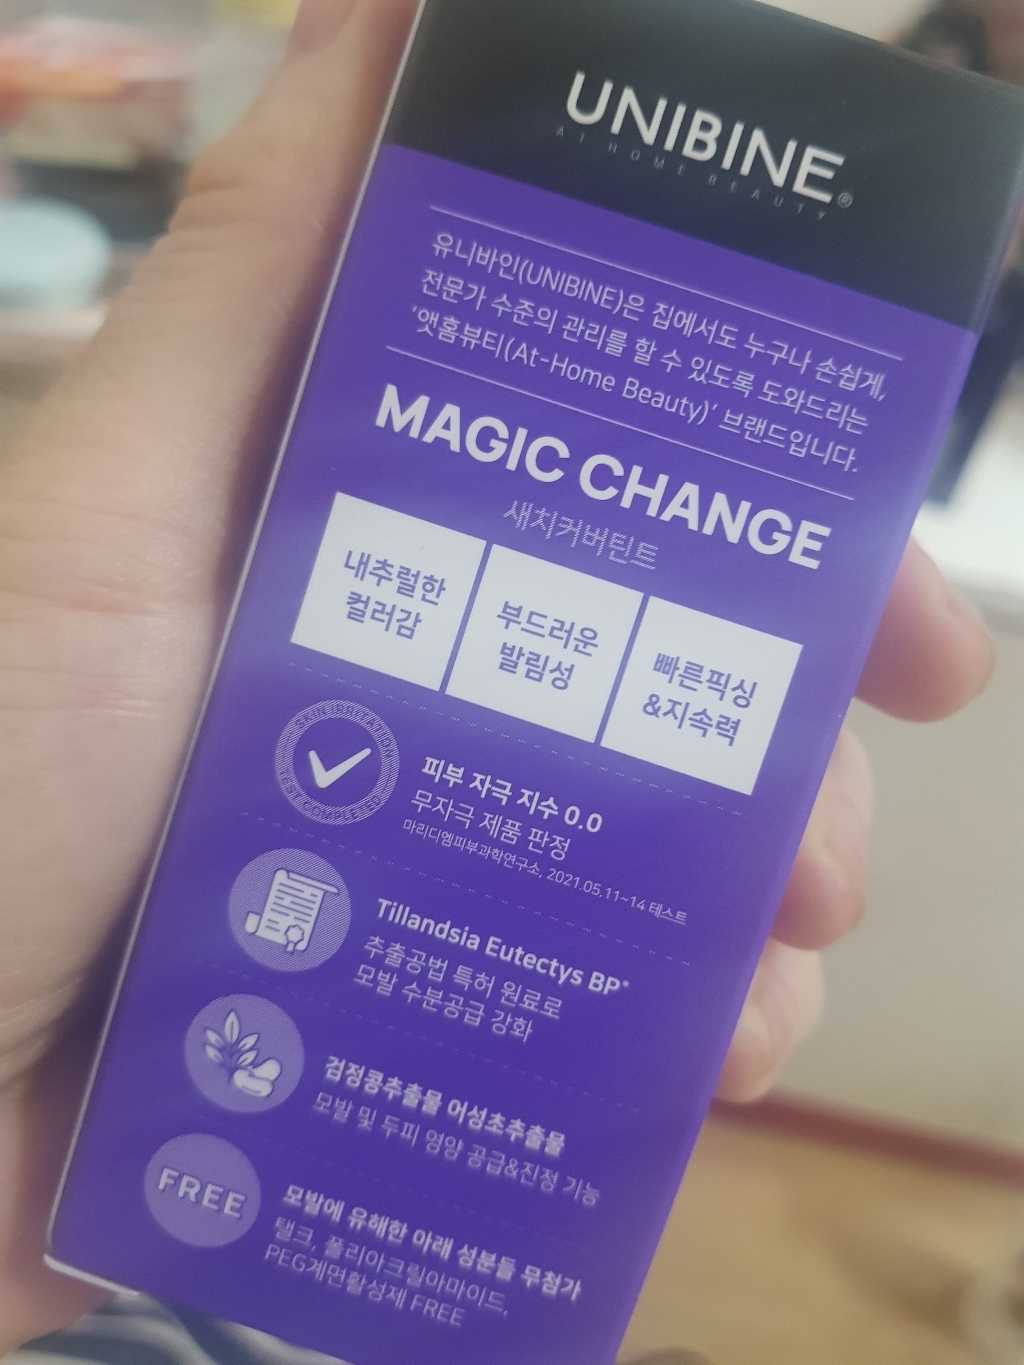 UNIBINE®
AT HOME BEAUTY
유니바인(UNIBINE)은 집에서도 누구나 손쉽게,
전문가 수준의 관리를 할 수 있도록 도와드리는
'앳홈뷰티(At-Home Beauty)' 브랜드입니다.
MAGIC CHANGE
새치커버틴트
내추럴한
컬러감
부드러운
발림성
빠른픽싱
&지속력
SKIN IRRITATION
TEST COMPLETED
피부 자극 지수 0.0
무자극 제품 판정
마리디엠피부과학연구소, 2021.05.11~14 테스트
Tillandsia Eutectys BP*
추출공법 특허 원료로
모발 수분공급 강화
검정콩추출물 어성초추출물
모발 및 두피 영양 공급&진정 기능
FREE
모발에 유해한 아래 성분들 무첨가
탤크, 폴리아크릴아마이드,
PEG계면활성제 FREE